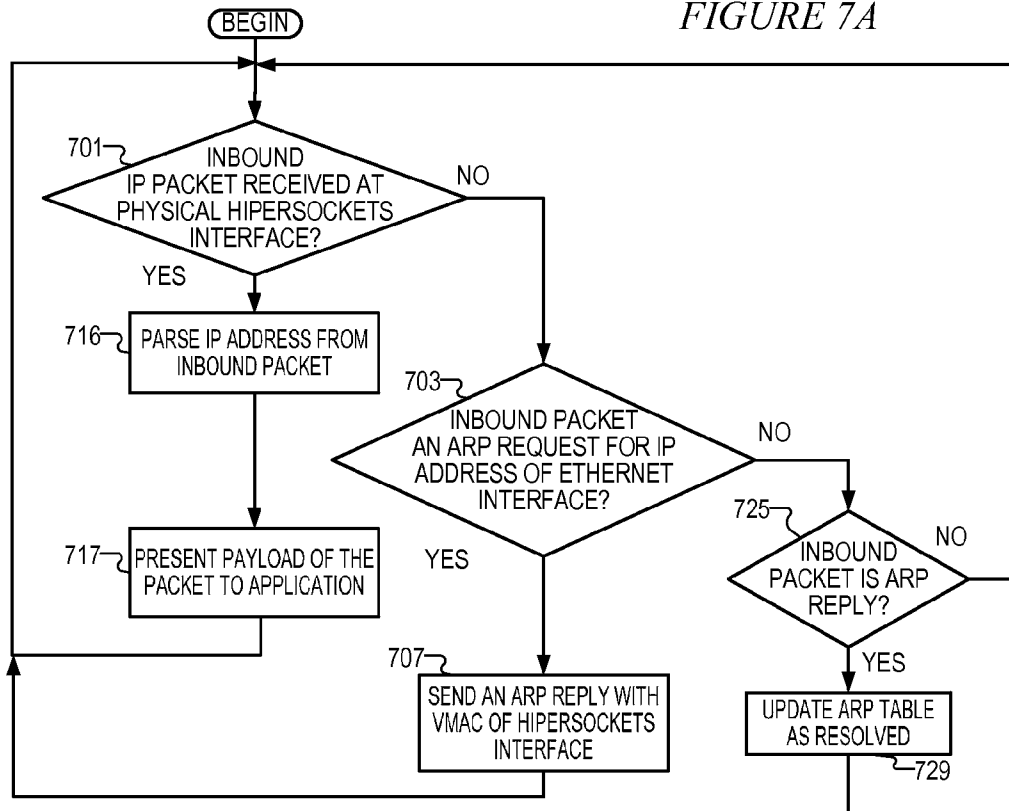 FIGURE 7A
BEGIN
701
INBOUND
IP PACKET RECEIVED AT
PHYSICAL HIPERSOCKETS
INTERFACE?
NO
YES
716
PARSE IP ADDRESS FROM
INBOUND PACKET
703
INBOUND PACKET
AN ARP REQUEST FOR IP
ADDRESS OF ETHERNET
INTERFACE?
NO
YES
717
PRESENT PAYLOAD OF THE
PACKET TO APPLICATION
725
INBOUND
PACKET IS ARP
REPLY?
NO
YES
707
SEND AN ARP REPLY WITH
VMAC OF HIPERSOCKETS
INTERFACE
UPDATE ARP TABLE
AS RESOLVED
729